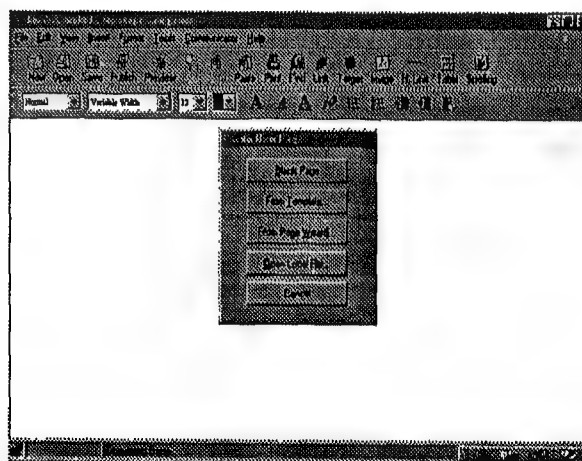 File Edit View Insert Format Tools Communicator Help
New Open Save Publish Preview Paste Print Find Link Target Image H. Line Table Spelling
Normal Variable Width 12
Blank Page
From Template...
From Page Wizard...
Open Local File...
Cancel